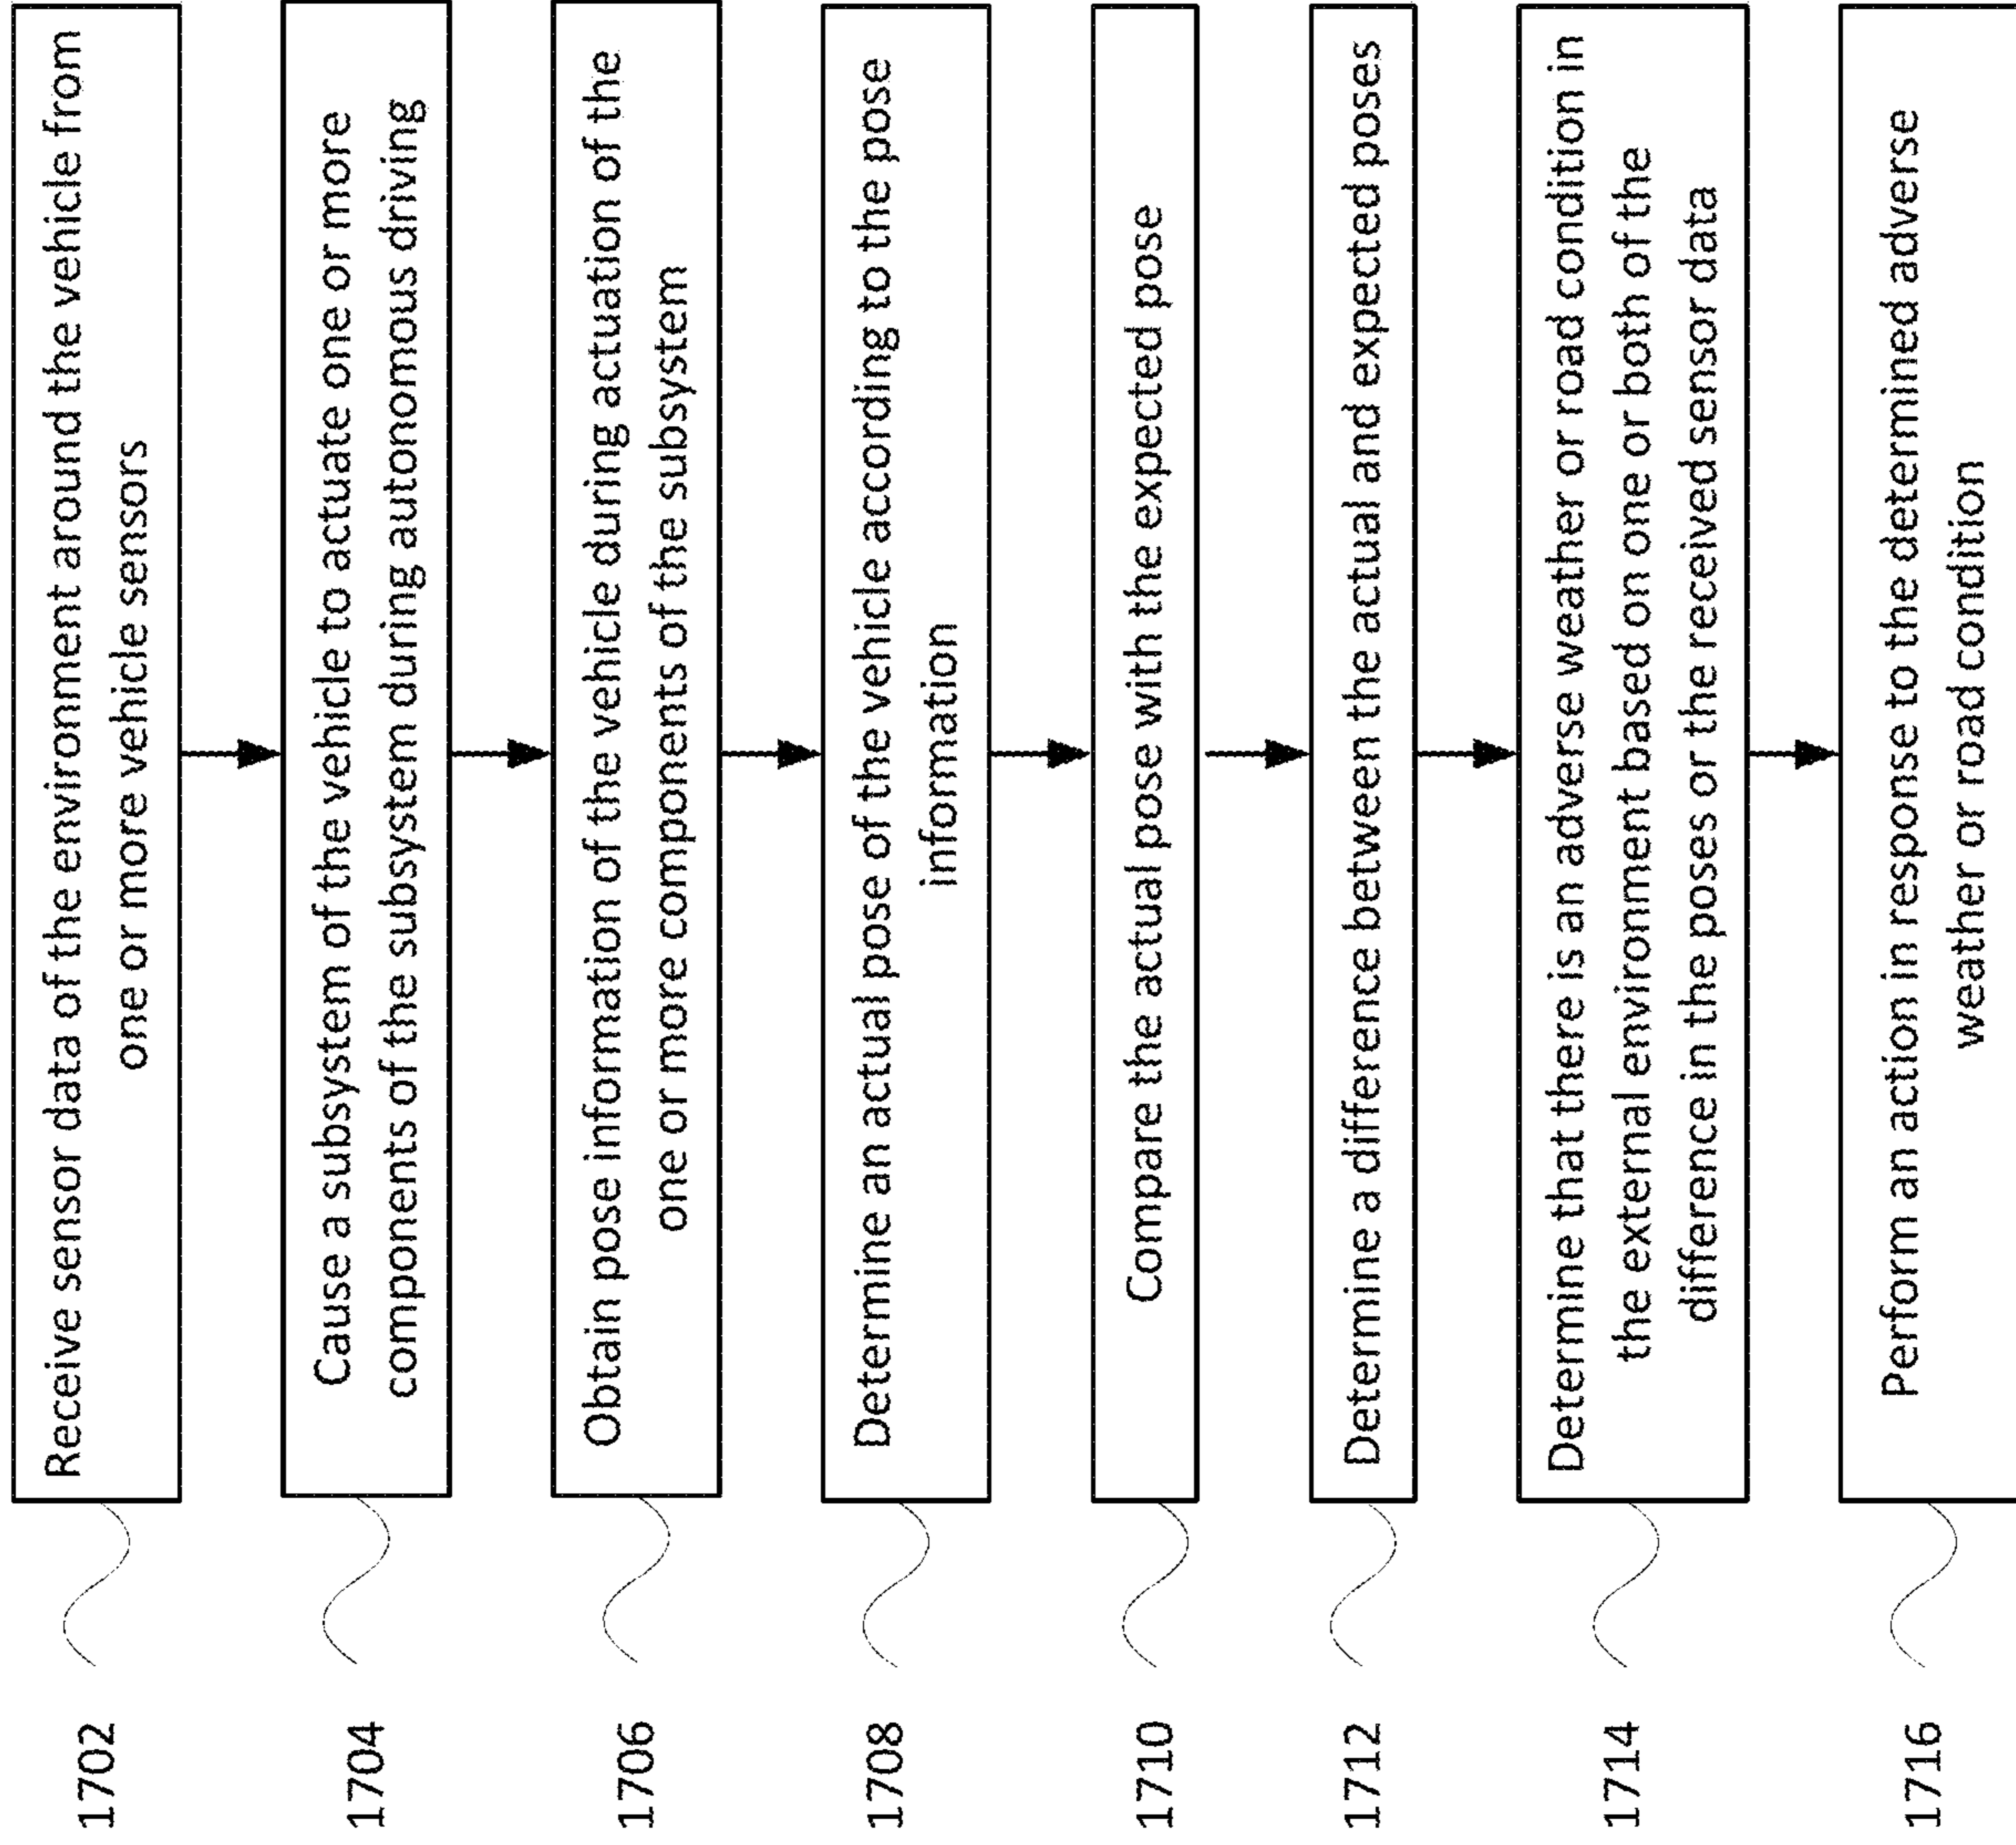 1702
Receive sensor data of the environment around the vehicle from
one or more vehicle sensors
1704
Cause a subsystem of the vehicle to actuate one or more
components of the subsystem during autonomous driving
1706
Obtain pose information of the vehicle during actuation of the
one or more components of the subsystem
1708
Determine an actual pose of the vehicle according to the pose
information
1710
Compare the actual pose with the expected pose
1712
Determine a difference between the actual and expected poses
1714
Determine that there is an adverse weather or road condition in
the external environment based on one or both of the
difference in the poses or the received sensor data
1716
Perform an action in response to the determined adverse
weather or road condition